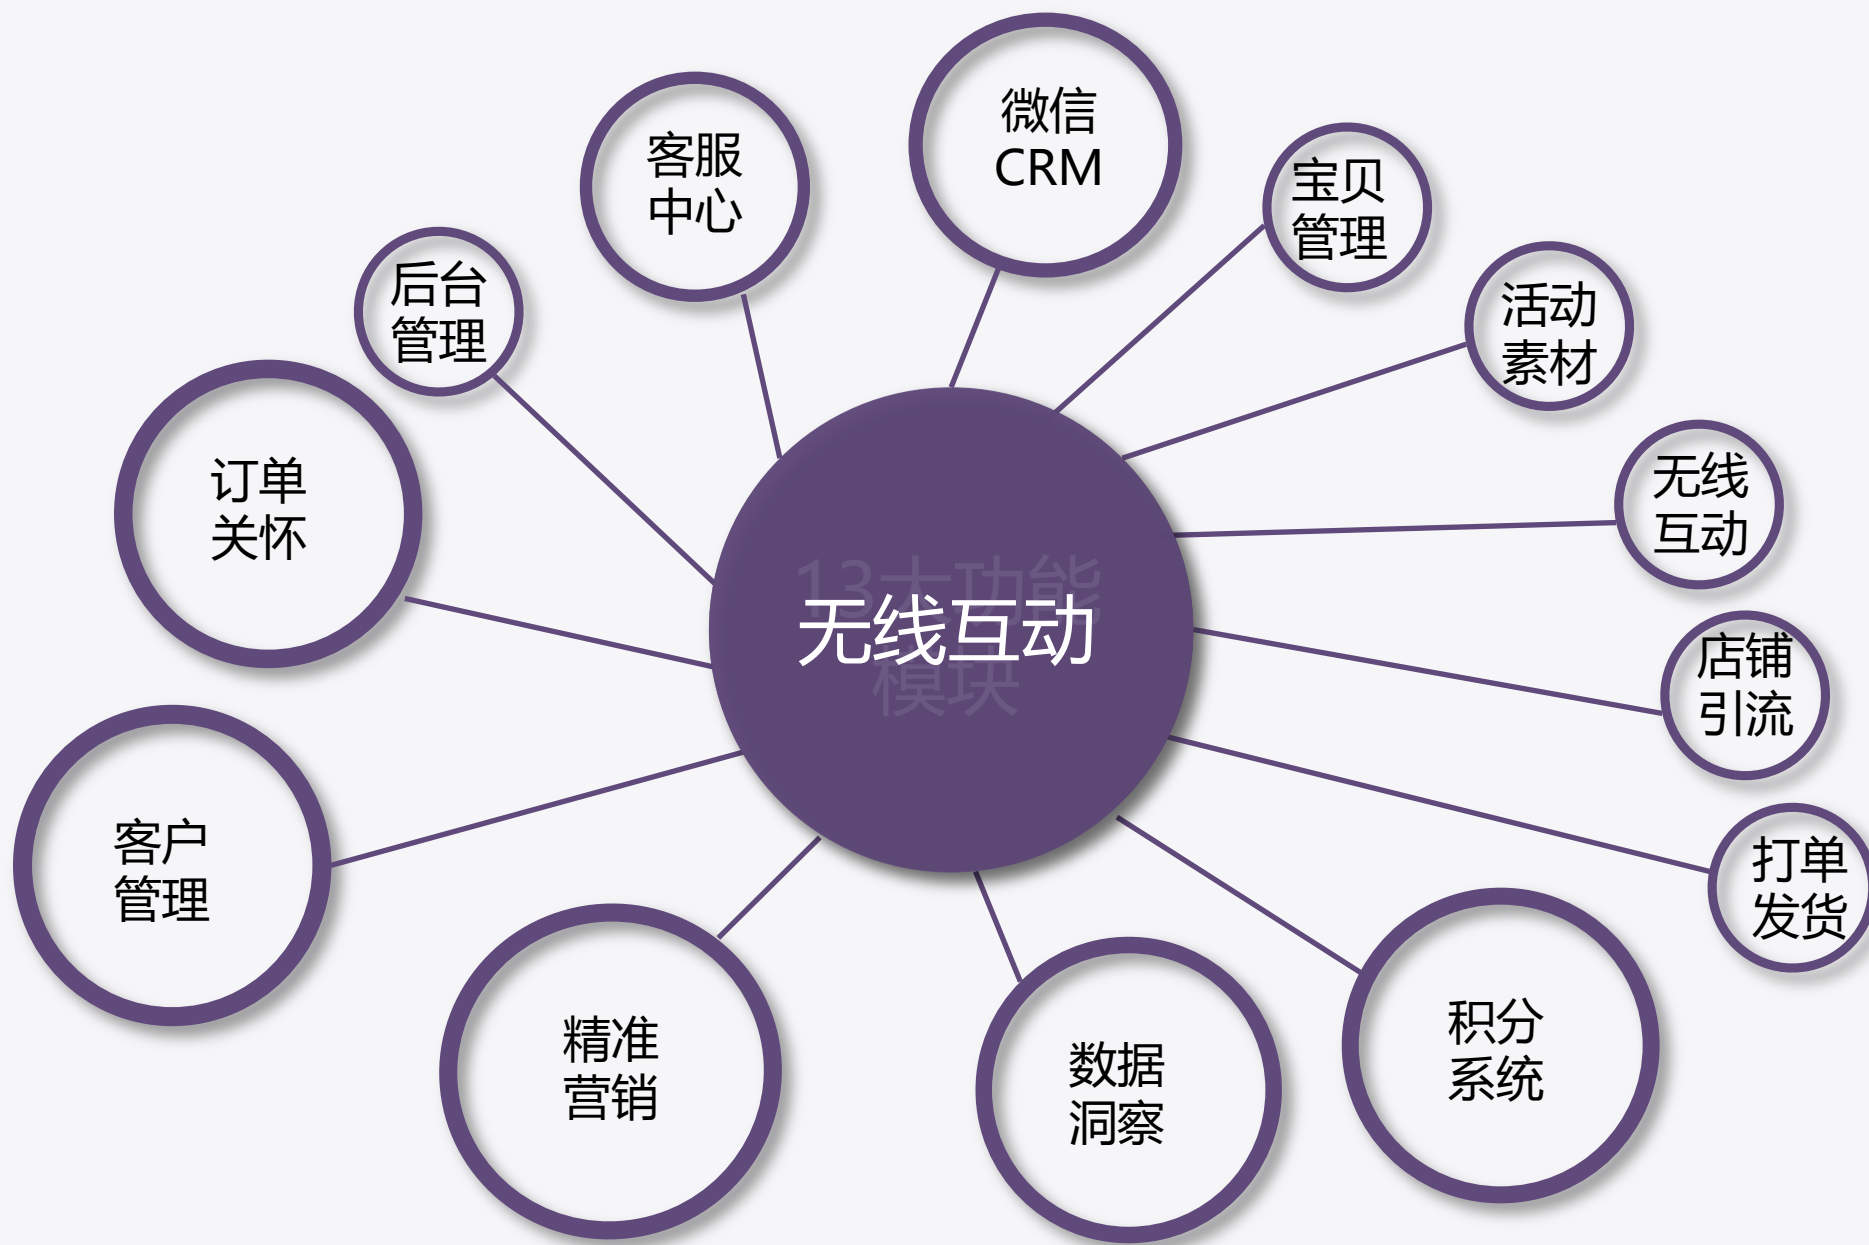 微信
CRM
客服
中心
宝贝
管理
后台
管理
活动
素材
无线
互动
订单
关怀
13大功能
模块
无线互动
店铺
引流
客户
管理
打单
发货
精准
营销
数据
洞察
积分
系统